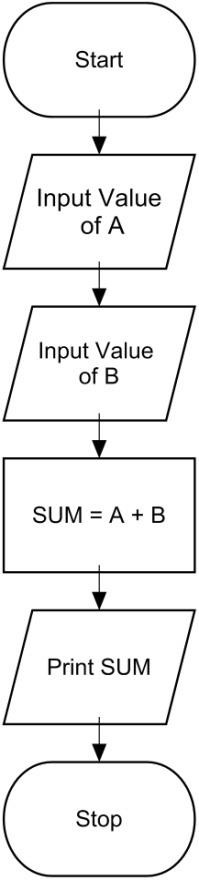 Start
Input Value
of A
Input Value
of B
SUM = A + B
Print SUM
Stop